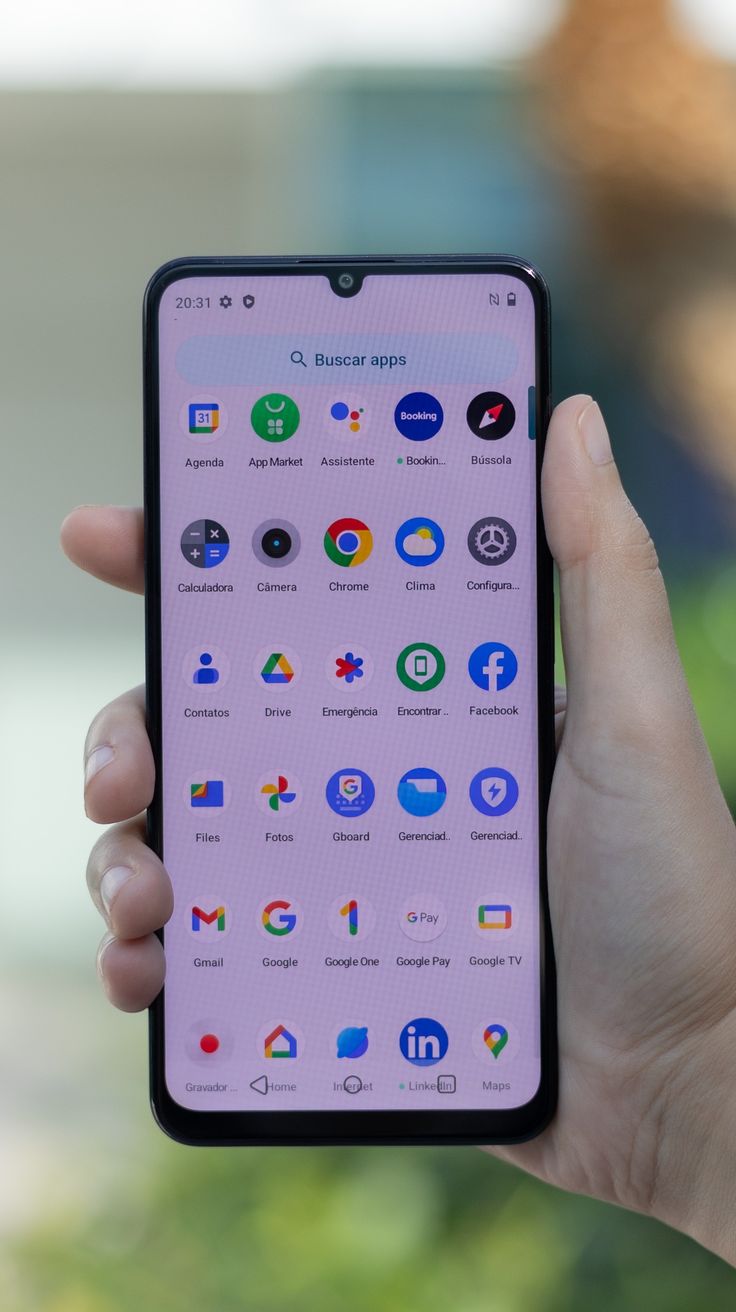 20:31
Buscar apps
31
Booking
Agenda App Market Assistente Bookin... Bússola
Calculadora Câmera Chrome Clima Configura...
Contatos Drive Emergência Encontrar .. Facebook
G
Files Fotos Gboard Gerenciad.. Gerenciad..
G Pay
Gmail Google Google One Google Pay Google TV
in
Gravador ... Home Internet LinkedIn Maps